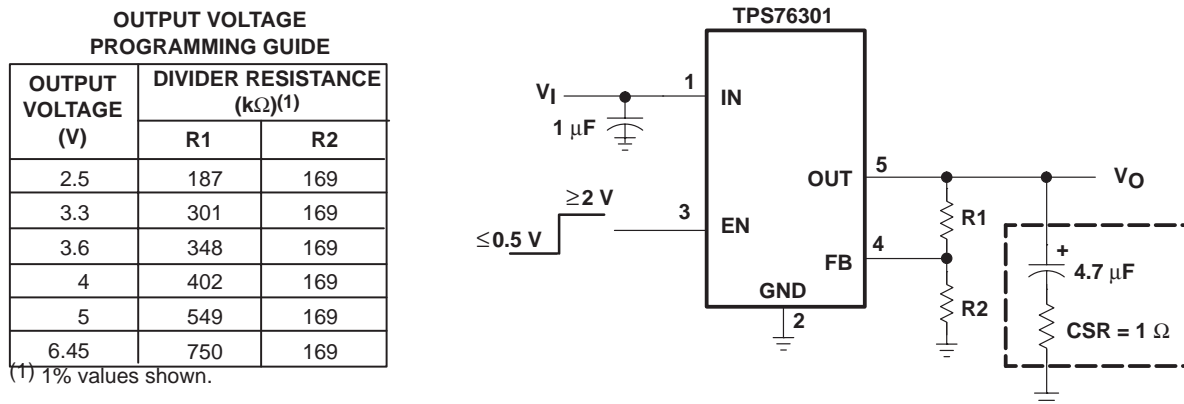 OUTPUT VOLTAGE
PROGRAMMING GUIDE
OUTPUT
VOLTAGE
(V)
DIVIDER RESISTANCE
(kΩ)(1)
R1 R2
2.5 187 169
3.3 301 169
3.6 348 169
4 402 169
5 549 169
6.45 750 169
(1) 1% values shown.
TPS76301
VI
1
IN
1 μF
OUT
5
VO
≥2 V
≤0.5 V
3
EN
R1
4
FB
+
4.7 μF
GND
2
R2
CSR = 1 Ω